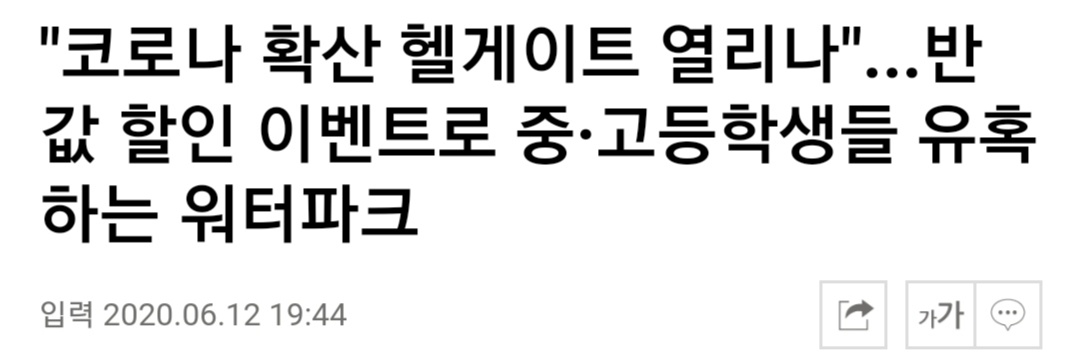 "코로나 확산 헬게이트 열리나"...반
값 할인 이벤트로 중·고등학생들 유혹
하는 워터파크
입력 2020.06.12 19:44
가가